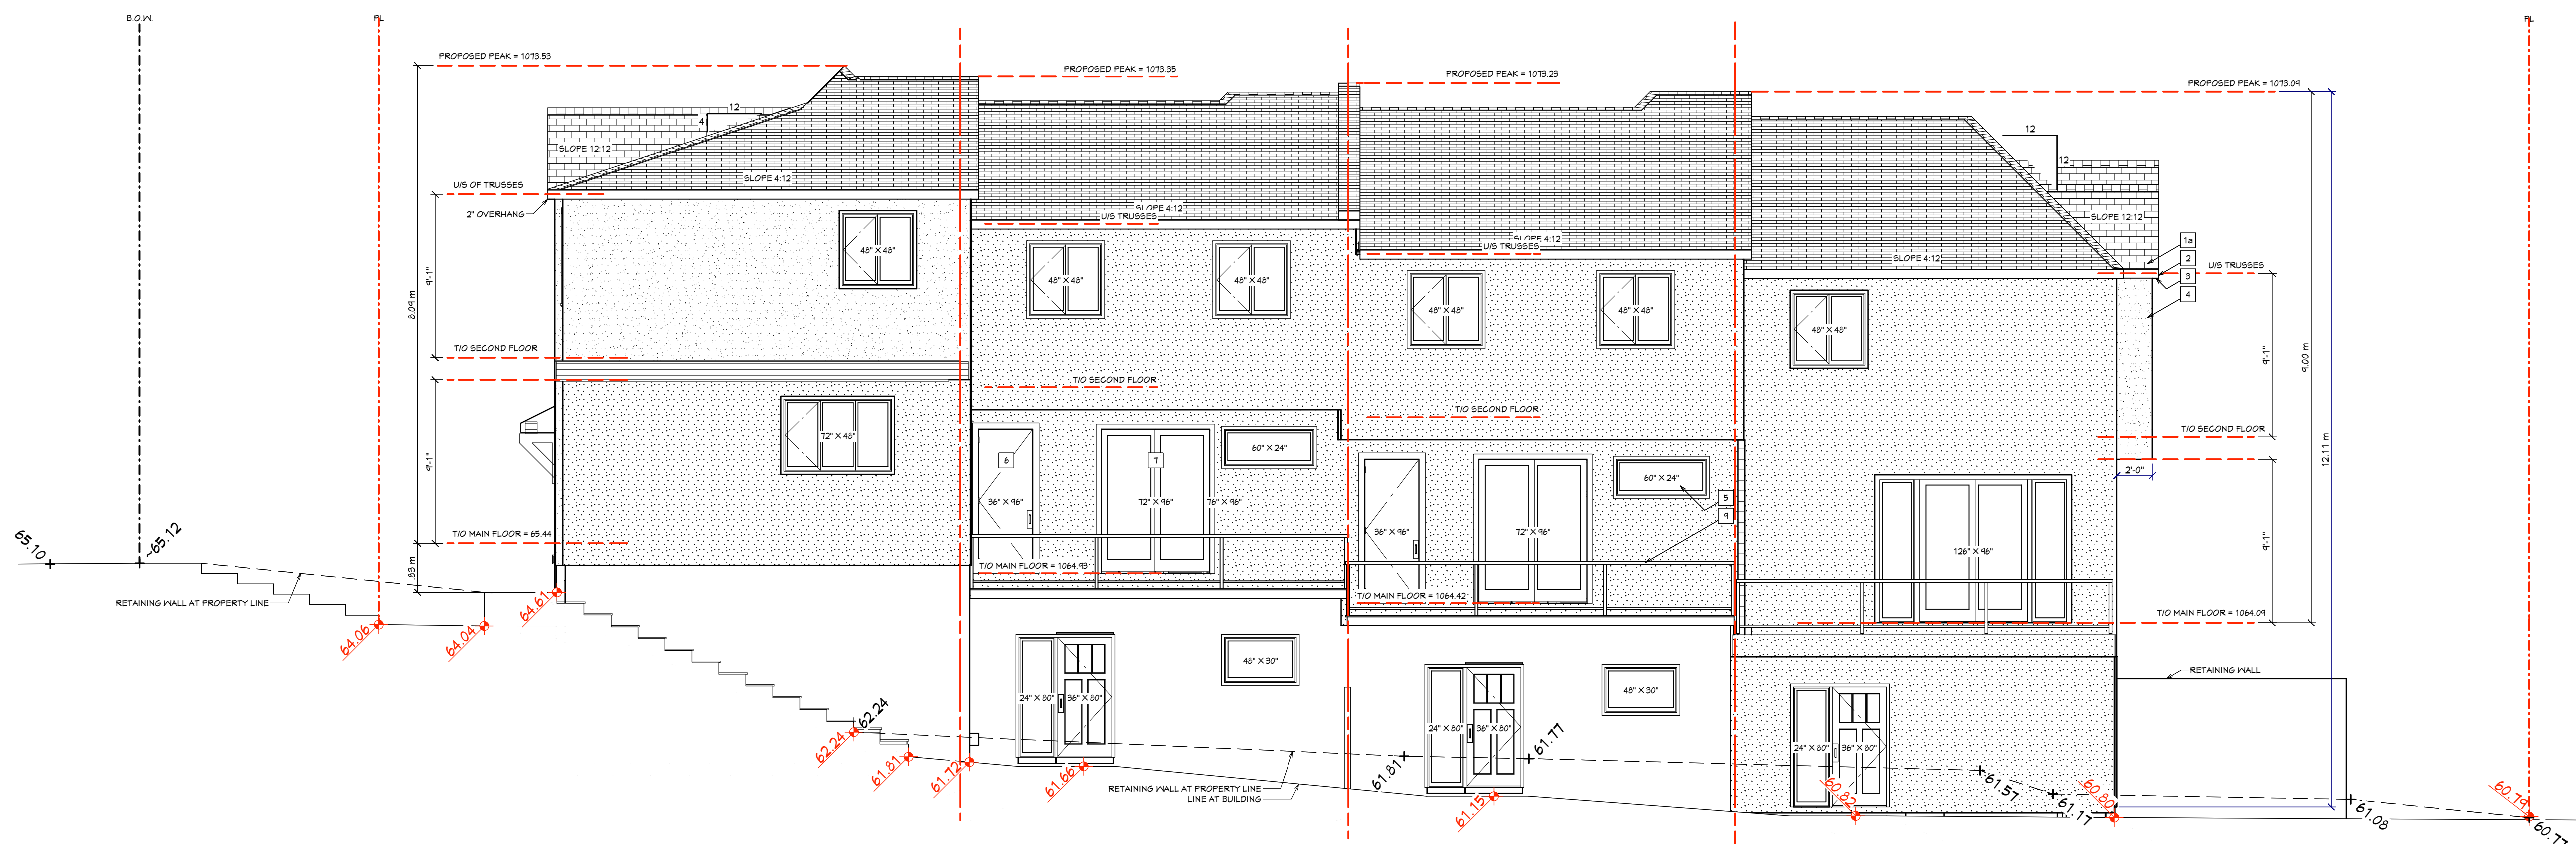 B.O.W.
PL
PL
PROPOSED PEAK = 1073.53
PROPOSED PEAK = 1073.35
PROPOSED PEAK = 1073.23
PROPOSED PEAK = 1073.09
12
4
SLOPE 12:12
SLOPE 4:12
U/S OF TRUSSES
2" OVERHANG
SLOPE 4:12
U/S TRUSSES
SLOPE 4:12
U/S TRUSSES
12
12
SLOPE 12:12
SLOPE 4:12
1a
2
3
4
U/S TRUSSES
48" X 48"
48" X 48"
48" X 48"
48" X 48"
48" X 48"
48" X 48"
9'-1"
8.09 m
T/O SECOND FLOOR
T/O SECOND FLOOR
T/O SECOND FLOOR
T/O SECOND FLOOR
9'-1"
9.00 m
12.11 m
2'-0"
9'-1"
72" X 48"
6
7
60" X 24"
36" X 96"
72" X 96"
76" X 96"
60" X 24"
5
9
36" X 96"
72" X 96"
126" X 96"
9'-1"
T/O MAIN FLOOR = 65.44
T/O MAIN FLOOR = 1064.93
T/O MAIN FLOOR = 1064.42
T/O MAIN FLOOR = 1064.09
.83 m
65.10
~65.12
RETAINING WALL AT PROPERTY LINE
64.06
64.04
64.61
48" X 30"
24" X 80"
36" X 80"
48" X 30"
24" X 80"
36" X 80"
24" X 80"
36" X 80"
RETAINING WALL
62.24
62.24
61.81
61.72
61.66
RETAINING WALL AT PROPERTY LINE
LINE AT BUILDING
61.81
61.77
61.15
60.82
61.57
61.17
60.80
61.08
60.79
60.77